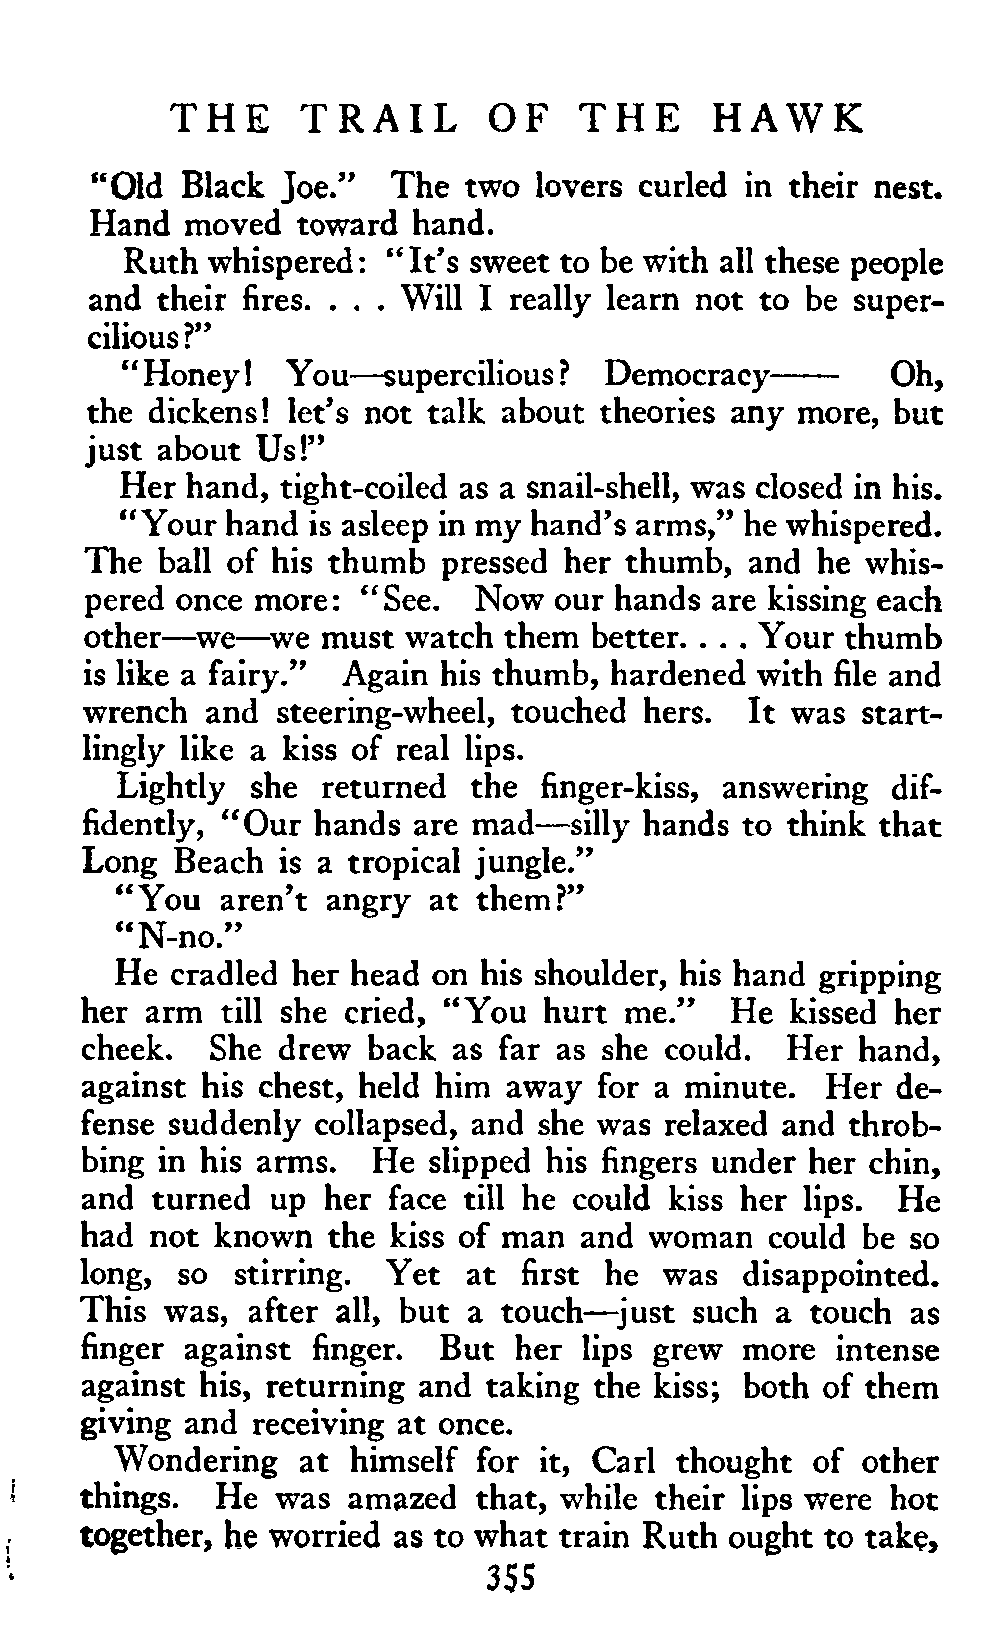 THE TRAIL OF THE HAWK
“Old Black Joe.” The two lovers curled in their nest.
Hand moved toward hand.
Ruth whispered: “It’s sweet to be with all these people
and their fires. . . . Will I really learn not to be super-
cilious?”
“Honey! You—supercilious? Democracy—— Oh,
the dickens! let’s not talk about theories any more, but
just about Us!”
Her hand, tight-coiled as a snail-shell, was closed in his.
“Your hand is asleep in my hand’s arms,” he whispered.
The ball of his thumb pressed her thumb, and he whis-
pered once more: “See. Now our hands are kissing each
other—we—we must watch them better. . . . Your thumb
is like a fairy.” Again his thumb, hardened with file and
wrench and steering-wheel, touched hers. It was start-
lingly like a kiss of real lips.
Lightly she returned the finger-kiss, answering dif-
fidently, “Our hands are mad—silly hands to think that
Long Beach is a tropical jungle.”
“You aren’t angry at them?”
“N-no.”
He cradled her head on his shoulder, his hand gripping
her arm till she cried, “You hurt me.” He kissed her
cheek. She drew back as far as she could. Her hand,
against his chest, held him away for a minute. Her de-
fense suddenly collapsed, and she was relaxed and throb-
bing in his arms. He slipped his fingers under her chin,
and turned up her face till he could kiss her lips. He
had not known the kiss of man and woman could be so
long, so stirring. Yet at first he was disappointed.
This was, after all, but a touch—just such a touch as
finger against finger. But her lips grew more intense
against his, returning and taking the kiss; both of them
giving and receiving at once.
Wondering at himself for it, Carl thought of other
things. He was amazed that, while their lips were hot
together, he worried as to what train Ruth ought to take,
355